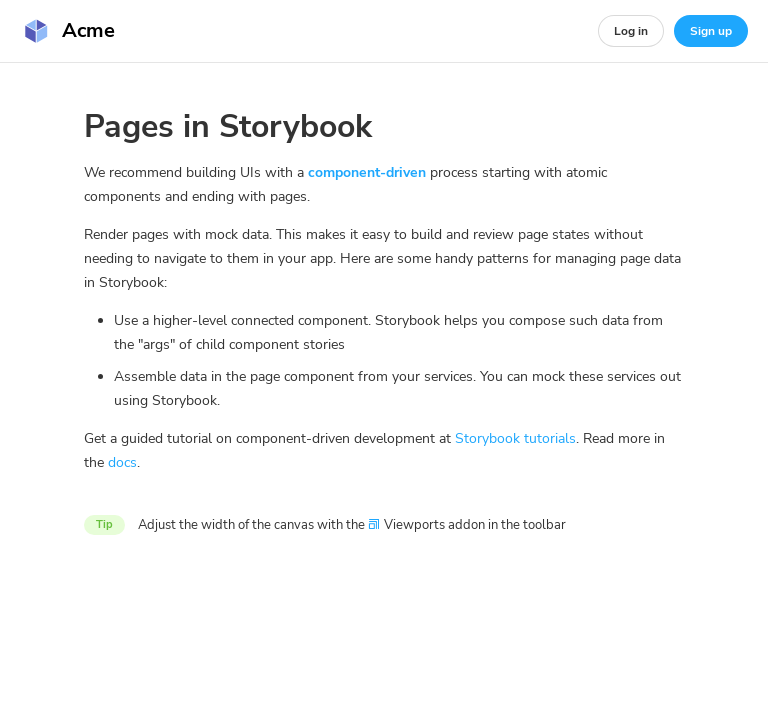 Acme
Log in
Sign up
Pages in Storybook
We recommend building UIs with a component-driven process starting with atomic
components and ending with pages.
Render pages with mock data. This makes it easy to build and review page states without
needing to navigate to them in your app. Here are some handy patterns for managing page data
in Storybook:
Use a higher-level connected component. Storybook helps you compose such data from
the "args" of child component stories
Assemble data in the page component from your services. You can mock these services out
using Storybook.
Get a guided tutorial on component-driven development at Storybook tutorials. Read more in
the docs.
Tip
Adjust the width of the canvas with the Viewports addon in the toolbar